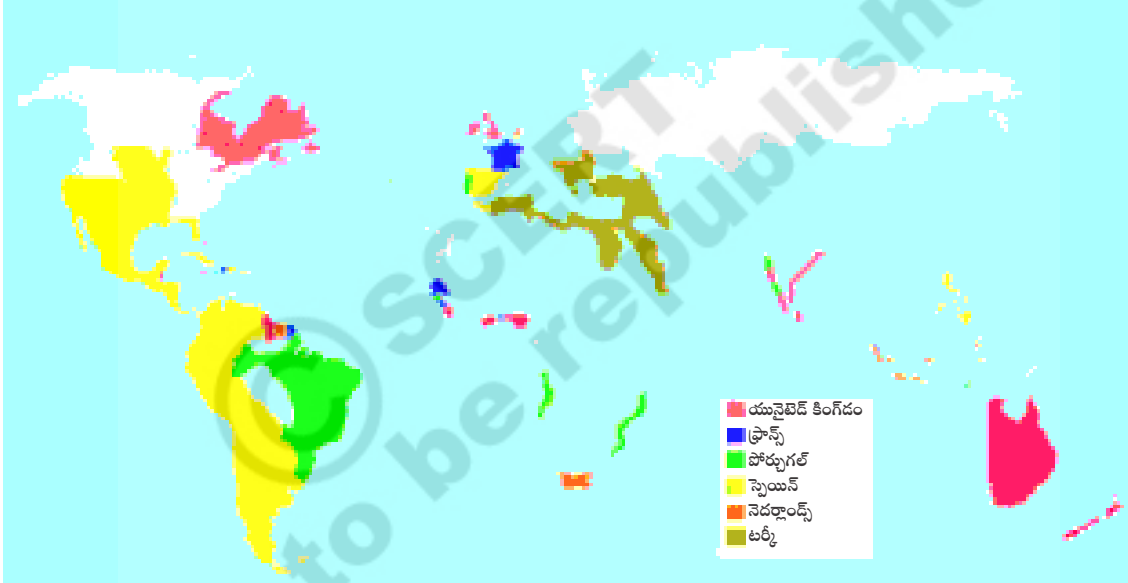 © SCERT
to be republished
యునైటెడ్ కింగ్‌డం
ఫ్రాన్స్
పోర్చుగల్
స్పెయిన్
నెదర్లాండ్స్
టర్కీ